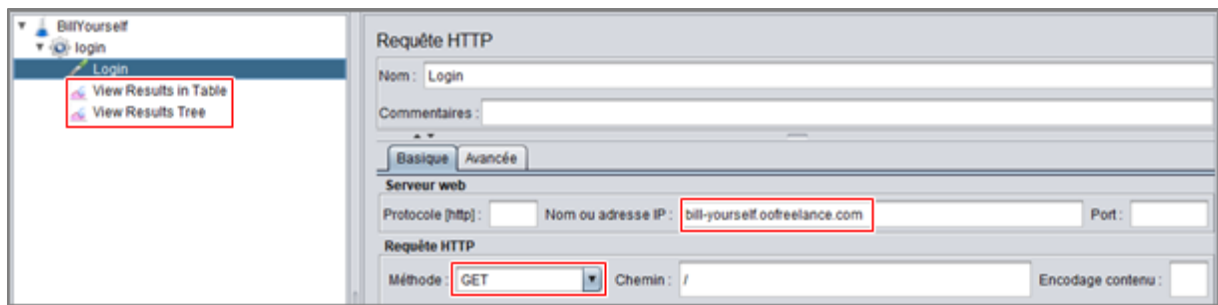 BillYourself
login
Login
View Results in Table
View Results Tree
Requête HTTP
Nom : Login
Commentaires :
Basique Avancée
Serveur web
Protocole [http] : Nom ou adresse IP : bill-yourself.oofreelance.com Port :
Requête HTTP
Méthode : GET Chemin : / Encodage contenu :